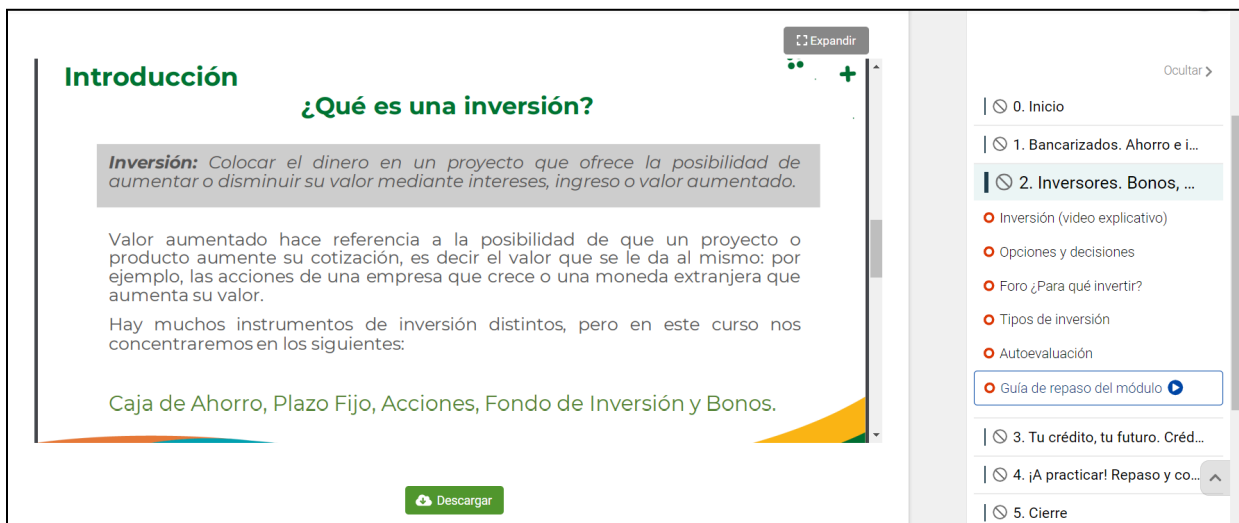 Expandir
Introducción
¿Qué es una inversión?
Inversión: Colocar el dinero en un proyecto que ofrece la posibilidad de
aumentar o disminuir su valor mediante intereses, ingreso o valor aumentado.
Valor aumentado hace referencia a la posibilidad de que un proyecto o
producto aumente su cotización, es decir el valor que se le da al mismo: por
ejemplo, las acciones de una empresa que crece o una moneda extranjera que
aumenta su valor.
Hay muchos instrumentos de inversión distintos, pero en este curso nos
concentraremos en los siguientes:
Caja de Ahorro, Plazo Fijo, Acciones, Fondo de Inversión y Bonos.
Descargar
Ocultar
0. Inicio
1. Bancarizados. Ahorro e i...
2. Inversores. Bonos, ...
Inversión (video explicativo)
Opciones y decisiones
Foro ¿Para qué invertir?
Tipos de inversión
Autoevaluación
Guía de repaso del módulo
3. Tu crédito, tu futuro. Créd...
4. ¡A practicar! Repaso y co...
5. Cierre